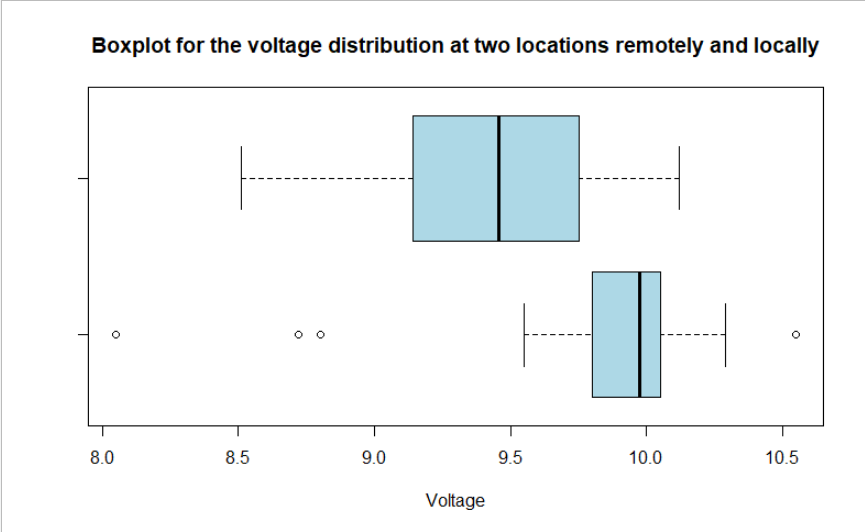 Boxplot for the voltage distribution at two locations remotely and locally
8.0 8.5 9.0 9.5 10.0 10.5
Voltage